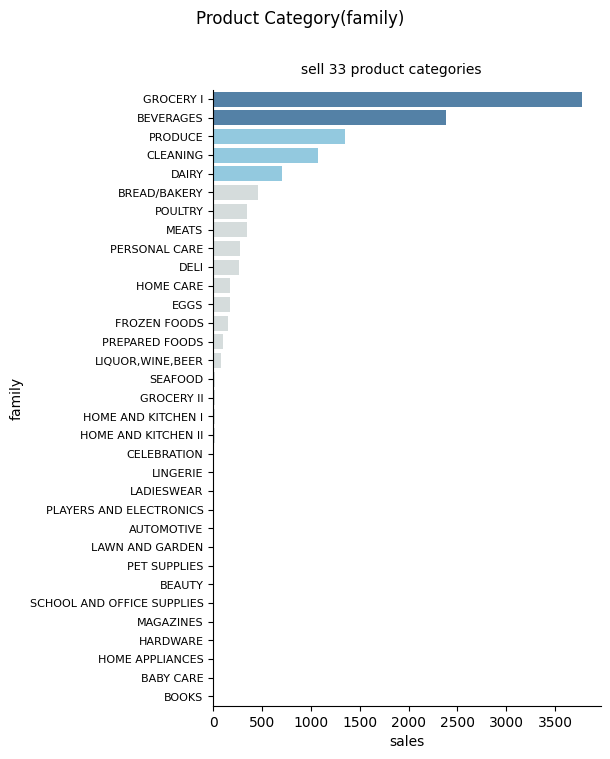 Product Category(family)
sell 33 product categories
GROCERY I
BEVERAGES
PRODUCE
CLEANING
DAIRY
BREAD/BAKERY
POULTRY
MEATS
PERSONAL CARE
DELI
HOME CARE
EGGS
FROZEN FOODS
PREPARED FOODS
LIQUOR,WINE,BEER
SEAFOOD
GROCERY II
HOME AND KITCHEN I
HOME AND KITCHEN II
CELEBRATION
LINGERIE
LADIESWEAR
PLAYERS AND ELECTRONICS
AUTOMOTIVE
LAWN AND GARDEN
PET SUPPLIES
BEAUTY
SCHOOL AND OFFICE SUPPLIES
MAGAZINES
HARDWARE
HOME APPLIANCES
BABY CARE
BOOKS
family
0 500 1000 1500 2000 2500 3000 3500
sales